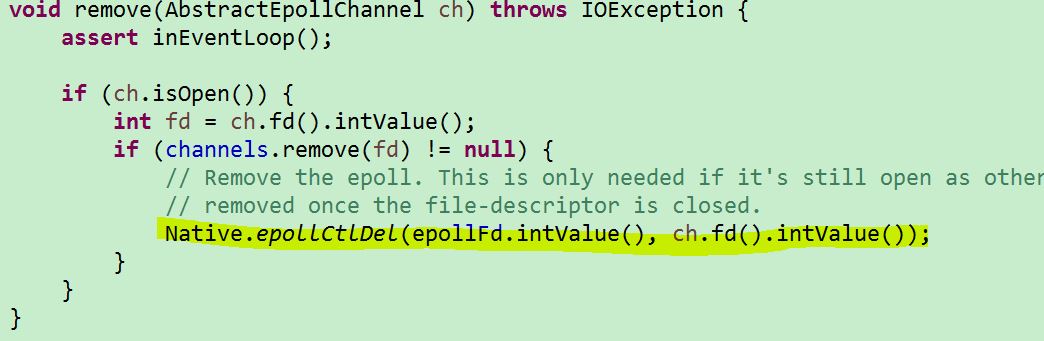 void remove(AbstractEpollChannel ch) throws IOException {
assert inEventLoop();
if (ch.isOpen()) {
int fd = ch.fd().intValue();
if (channels.remove(fd) != null) {
// Remove the epoll. This is only needed if it's still open as other
// removed once the file-descriptor is closed.
Native.epollCtlDel(epollFd.intValue(), ch.fd().intValue());
}
}
}